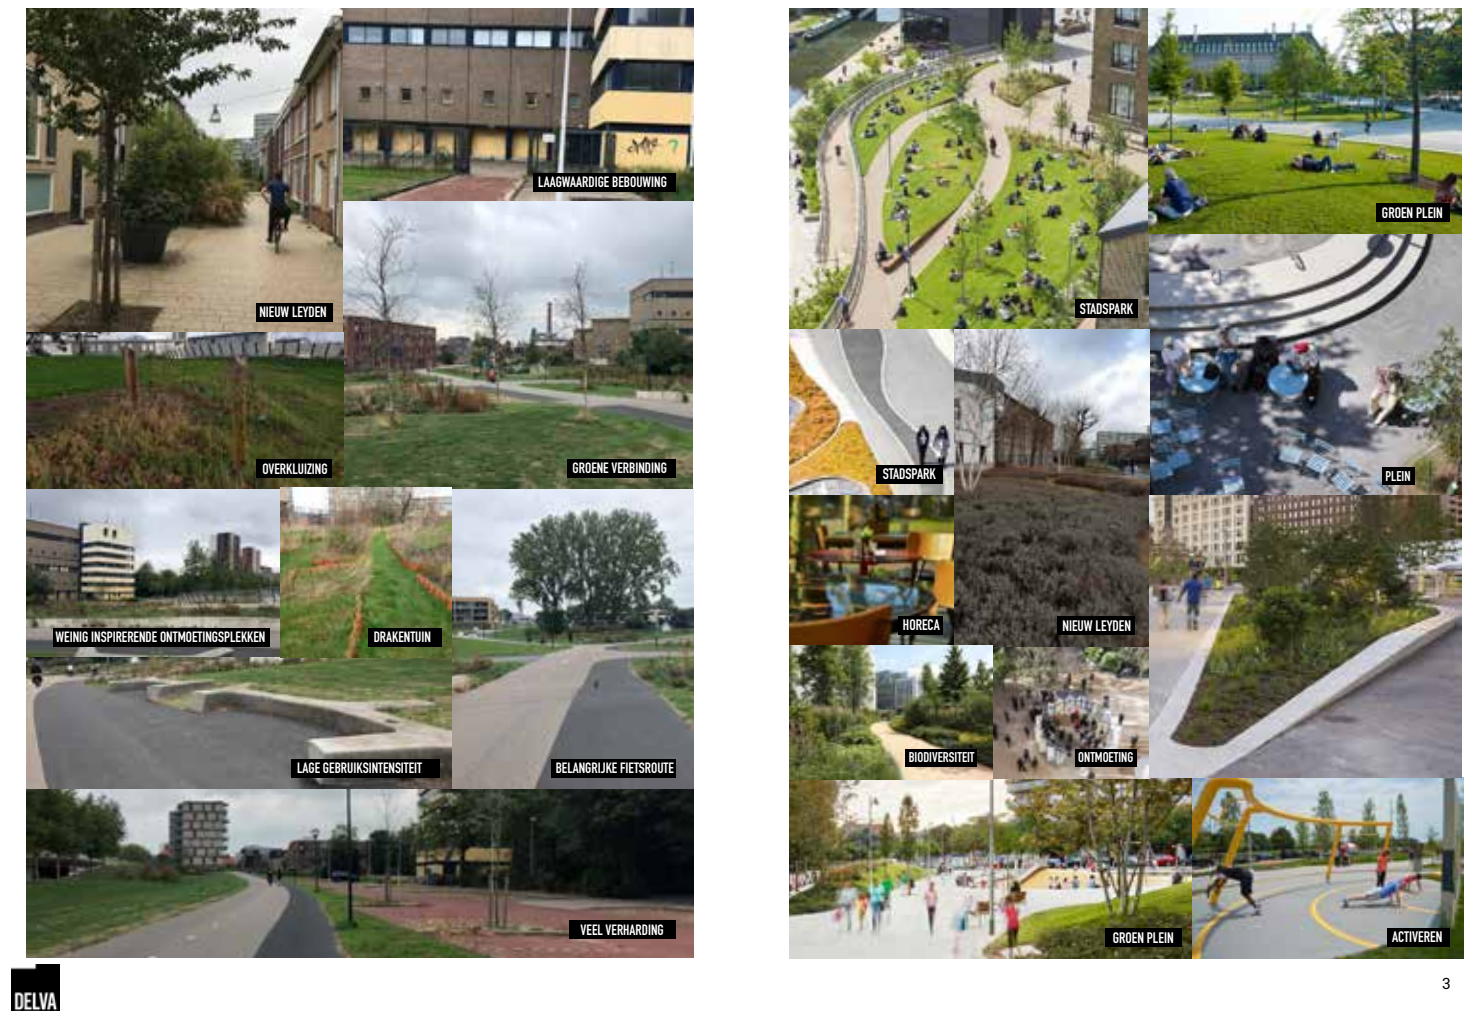 LAAGWAARDIGE BEBOUWING
NIEUW LEYDEN
OVERKLUIZING
GROENE VERBINDING
WEINIG INSPIRERENDE ONTMOETINGSPLEKKEN
DRAKENTUIN
LAGE GEBRUIKSINTENSITEIT
BELANGRIJKE FIETSROUTE
VEEL VERHARDING
DELVA
GROEN PLEIN
STADSPARK
STADSPARK
PLEIN
HORECA
NIEUW LEYDEN
BIODIVERSITEIT
ONTMOETING
GROEN PLEIN
ACTIVEREN
3